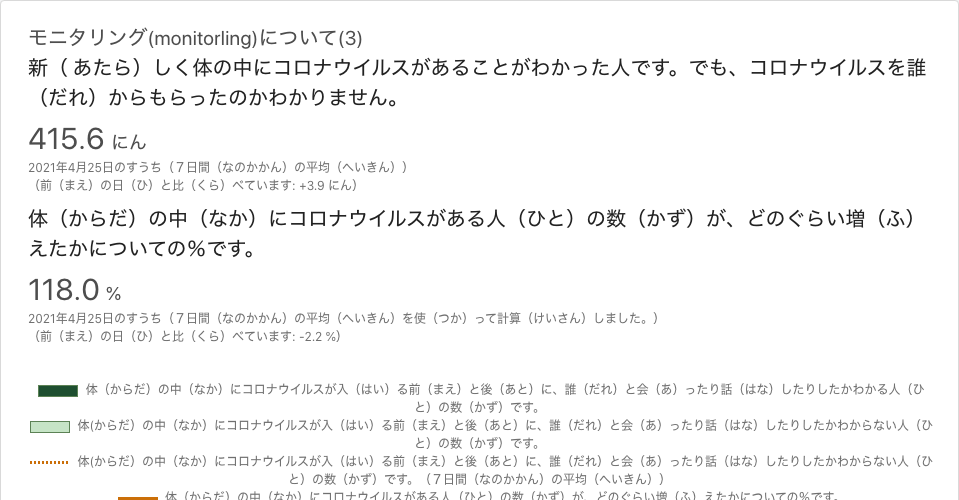 モニタリング(monitorling)について(3)
新（ あたら）しく体の中にコロナウイルスがあることがわかった人です。でも、コロナウイルスを誰
（だれ）からもらったのかわかりません。
415.6 にん
2021年4月25日のすうち（７日間（なのかかん）の平均（へいきん））
（前（まえ）の日（ひ）と比（くら）べています: +3.9 にん）
体（からだ）の中（なか）にコロナウイルスがある人（ひと）の数（かず）が、どのぐらい増（ふ）
えたかについての％です。
118.0 %
2021年4月25日のすうち（７日間（なのかかん）の平均（へいきん）を使（つか）って計算（けいさん）しました。）
（前（まえ）の日（ひ）と比（くら）べています: -2.2 %）
体（からだ）の中（なか）にコロナウイルスが入（はい）る前（まえ）と後（あと）に、誰（だれ）と会（あ）ったり話（はな）したりしたかわかる人（ひ
と）の数（かず）です。
体(からだ）の中（なか）にコロナウイルスが入（はい）る前（まえ）と後（あと）に、誰（だれ）と会（あ）ったり話（はな）したりしたかわからない人（ひ
と）の数（かず）です。
体(からだ）の中（なか）にコロナウイルスが入（はい）る前（まえ）と後（あと）に、誰（だれ）と会（あ）ったり話（はな）したりしたかわからない人（ひ
と）の数（かず）です。（７日間（なのかかん）の平均（へいきん））
体（からだ）の中（なか）にコロナウイルスがある人（ひと）の数（かず）が、どのぐらい増（ふ）えたかについての％です。